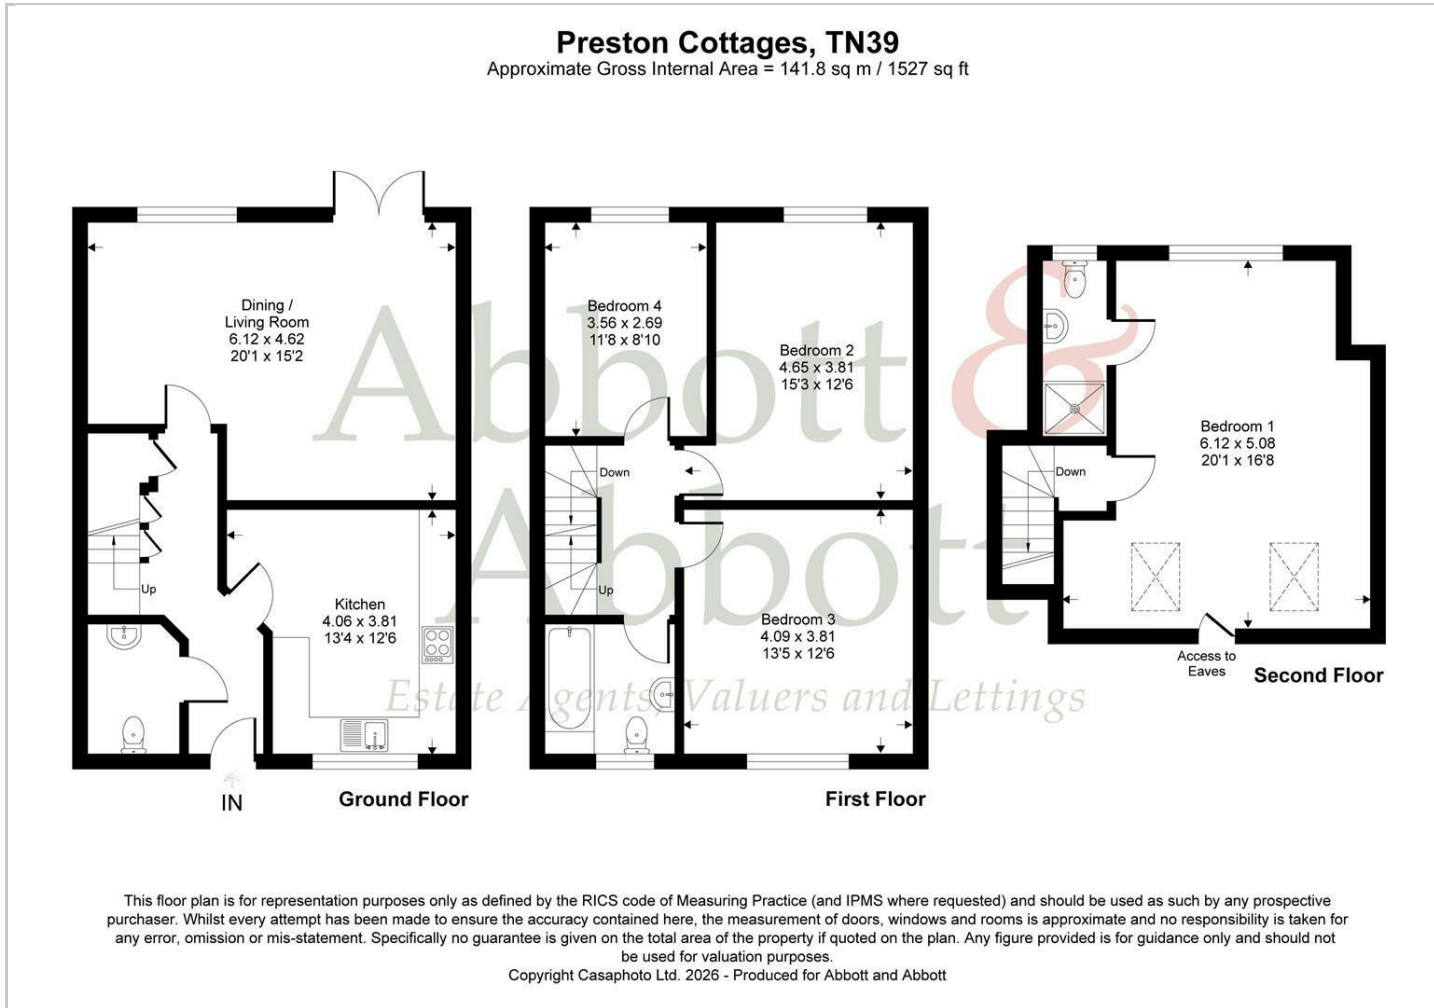 Preston Cottages, TN39
Approximate Gross Internal Area = 141.8 sq m / 1527 sq ft
Dining /
Living Room
6.12 x 4.62
20'1 x 15'2
Up
Kitchen
4.06 x 3.81
13'4 x 12'6
IN
Ground Floor
Bedroom 4
3.56 x 2.69
11'8 x 8'10
Bedroom 2
4.65 x 3.81
15'3 x 12'6
Down
Up
Bedroom 3
4.09 x 3.81
13'5 x 12'6
First Floor
Bedroom 1
6.12 x 5.08
20'1 x 16'8
Down
Access to
Eaves
Second Floor
Abbott &
Abbott
Estate Agents, Valuers and Lettings
This floor plan is for representation purposes only as defined by the RICS code of Measuring Practice (and IPMS where requested) and should be used as such by any prospective
purchaser. Whilst every attempt has been made to ensure the accuracy contained here, the measurement of doors, windows and rooms is approximate and no responsibility is taken for
any error, omission or mis-statement. Specifically no guarantee is given on the total area of the property if quoted on the plan. Any figure provided is for guidance only and should not
be used for valuation purposes.
Copyright Casaphoto Ltd. 2026 - Produced for Abbott and Abbott